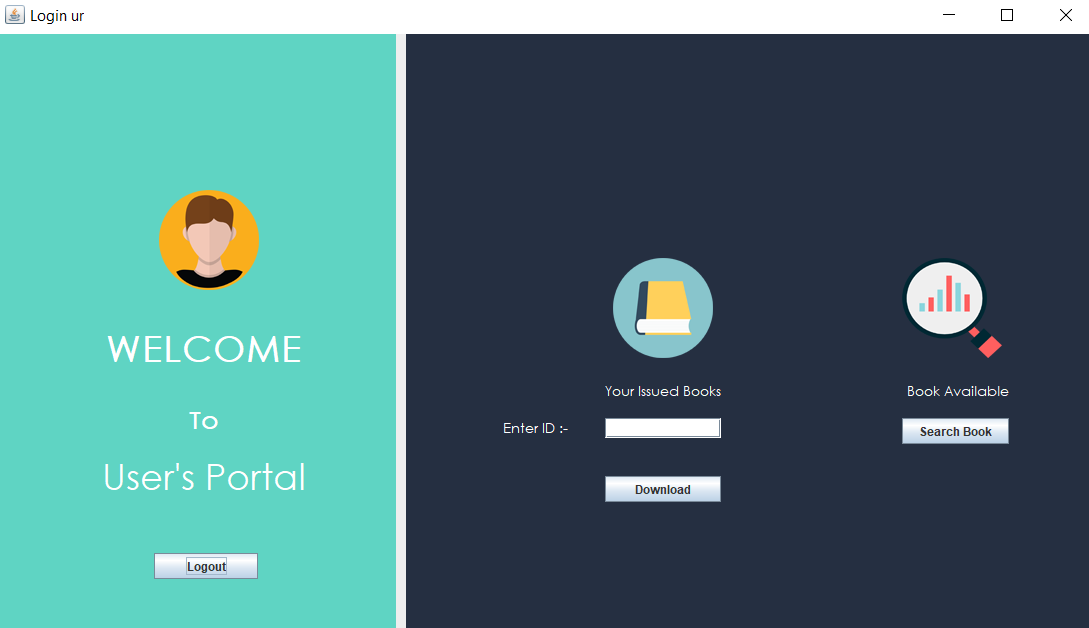 Login ur
WELCOME
To
User's Portal
Logout
Your Issued Books
Enter ID :-
Download
Book Available
Search Book